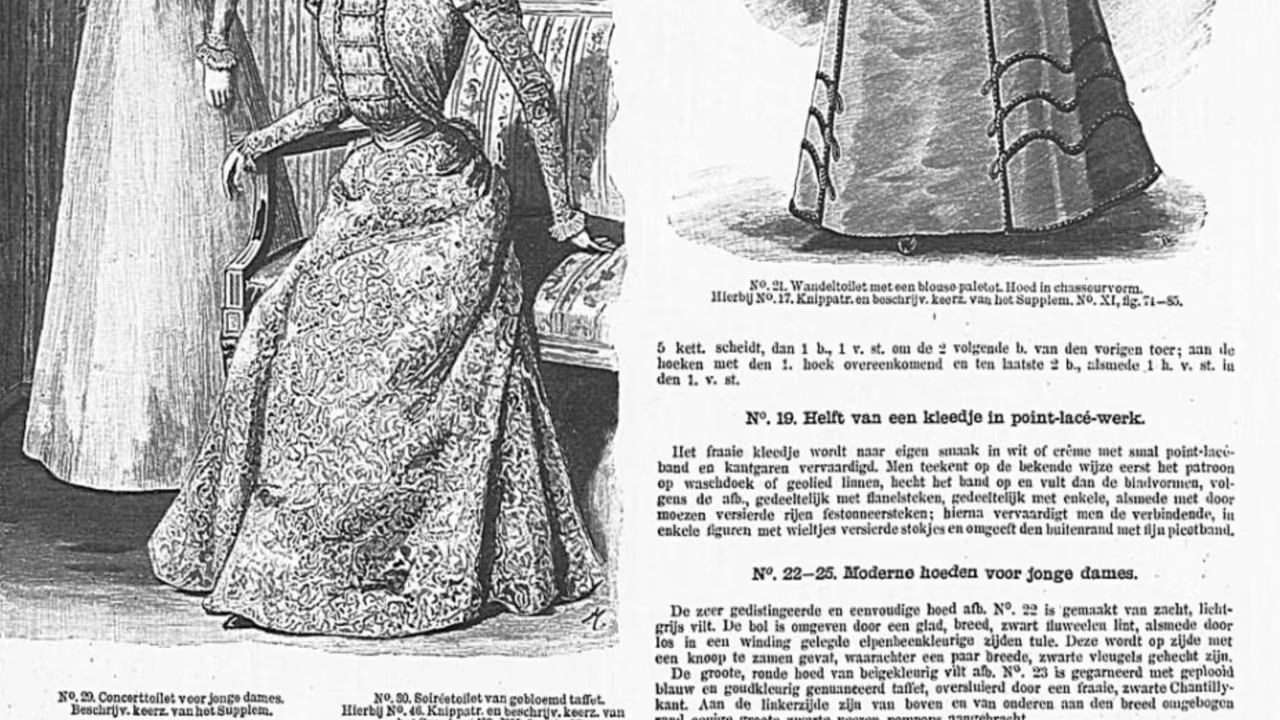 No. 29. Concerttoilet voor jonge dames.
Beschrijv. keerz. van het Supplem.
No. 30. Soiréetoilet van gebloemd taffet.
Hierbij No. 46. Knippatr. en beschrijv. keerz. van
No. 21. Wandeltoilet met een blouse-paletot. Hoed in chasseurvorm.
Hierbij No. 17. Knippatr. en beschrijv. keerz. van het Supplem. No. XI, fig. 74–85.
5 kett. scheidt, dan 1 b., 1 v. st. om de 2 volgende b. van den vorigen toer; aan de
hoeken met den 1. hoek overeenkomend en ten laatste 2 b., alsmede 1 h. v. st. in
den 1. v. st.
No. 19. Helft van een kleedje in point-lacé-werk.
Het fraaie kleedje wordt naar eigen smaak in wit of crème met smal point-lacé-
band en kantgaren vervaardigd. Men teekent op de bekende wijze eerst het patroon
op waschdoek of geolied linnen, hecht het band op en vult dan de bladvormen, vol-
gens de afb., gedeeltelijk met flanelsteken, gedeeltelijk met enkele, alsmede met door
moezen versierde rijen festonneersteken; hierna vervaardigt men de verbindende, in
enkele figuren met wieltjes versierde stokjes en omgeeft den buitenrand met fijn picotband.
No. 22–25. Moderne hoeden voor jonge dames.
De zeer gedistingeerde en eenvoudige hoed afb. No. 22 is gemaakt van zacht, licht-
grijs vilt. De bol is omgeven door een glad, breed, zwart fluweelen lint, alsmede door
los in een winding gelegde elpenbeenkleurige zijden tule. Deze wordt op zijde met
een knoop te zamen gevat, waarachter een paar breede, zwarte vleugels gehecht zijn.
De groote, ronde hoed van beigekleurig vilt afb. No. 23 is gegarneerd met geplooid
blauw en goudkleurig genuanceerd taffet, oversluierd door een fraaie, zwarte Chantilly-
kant. Aan de linkerzijde zijn van boven en van onderen aan den breed omgebogen